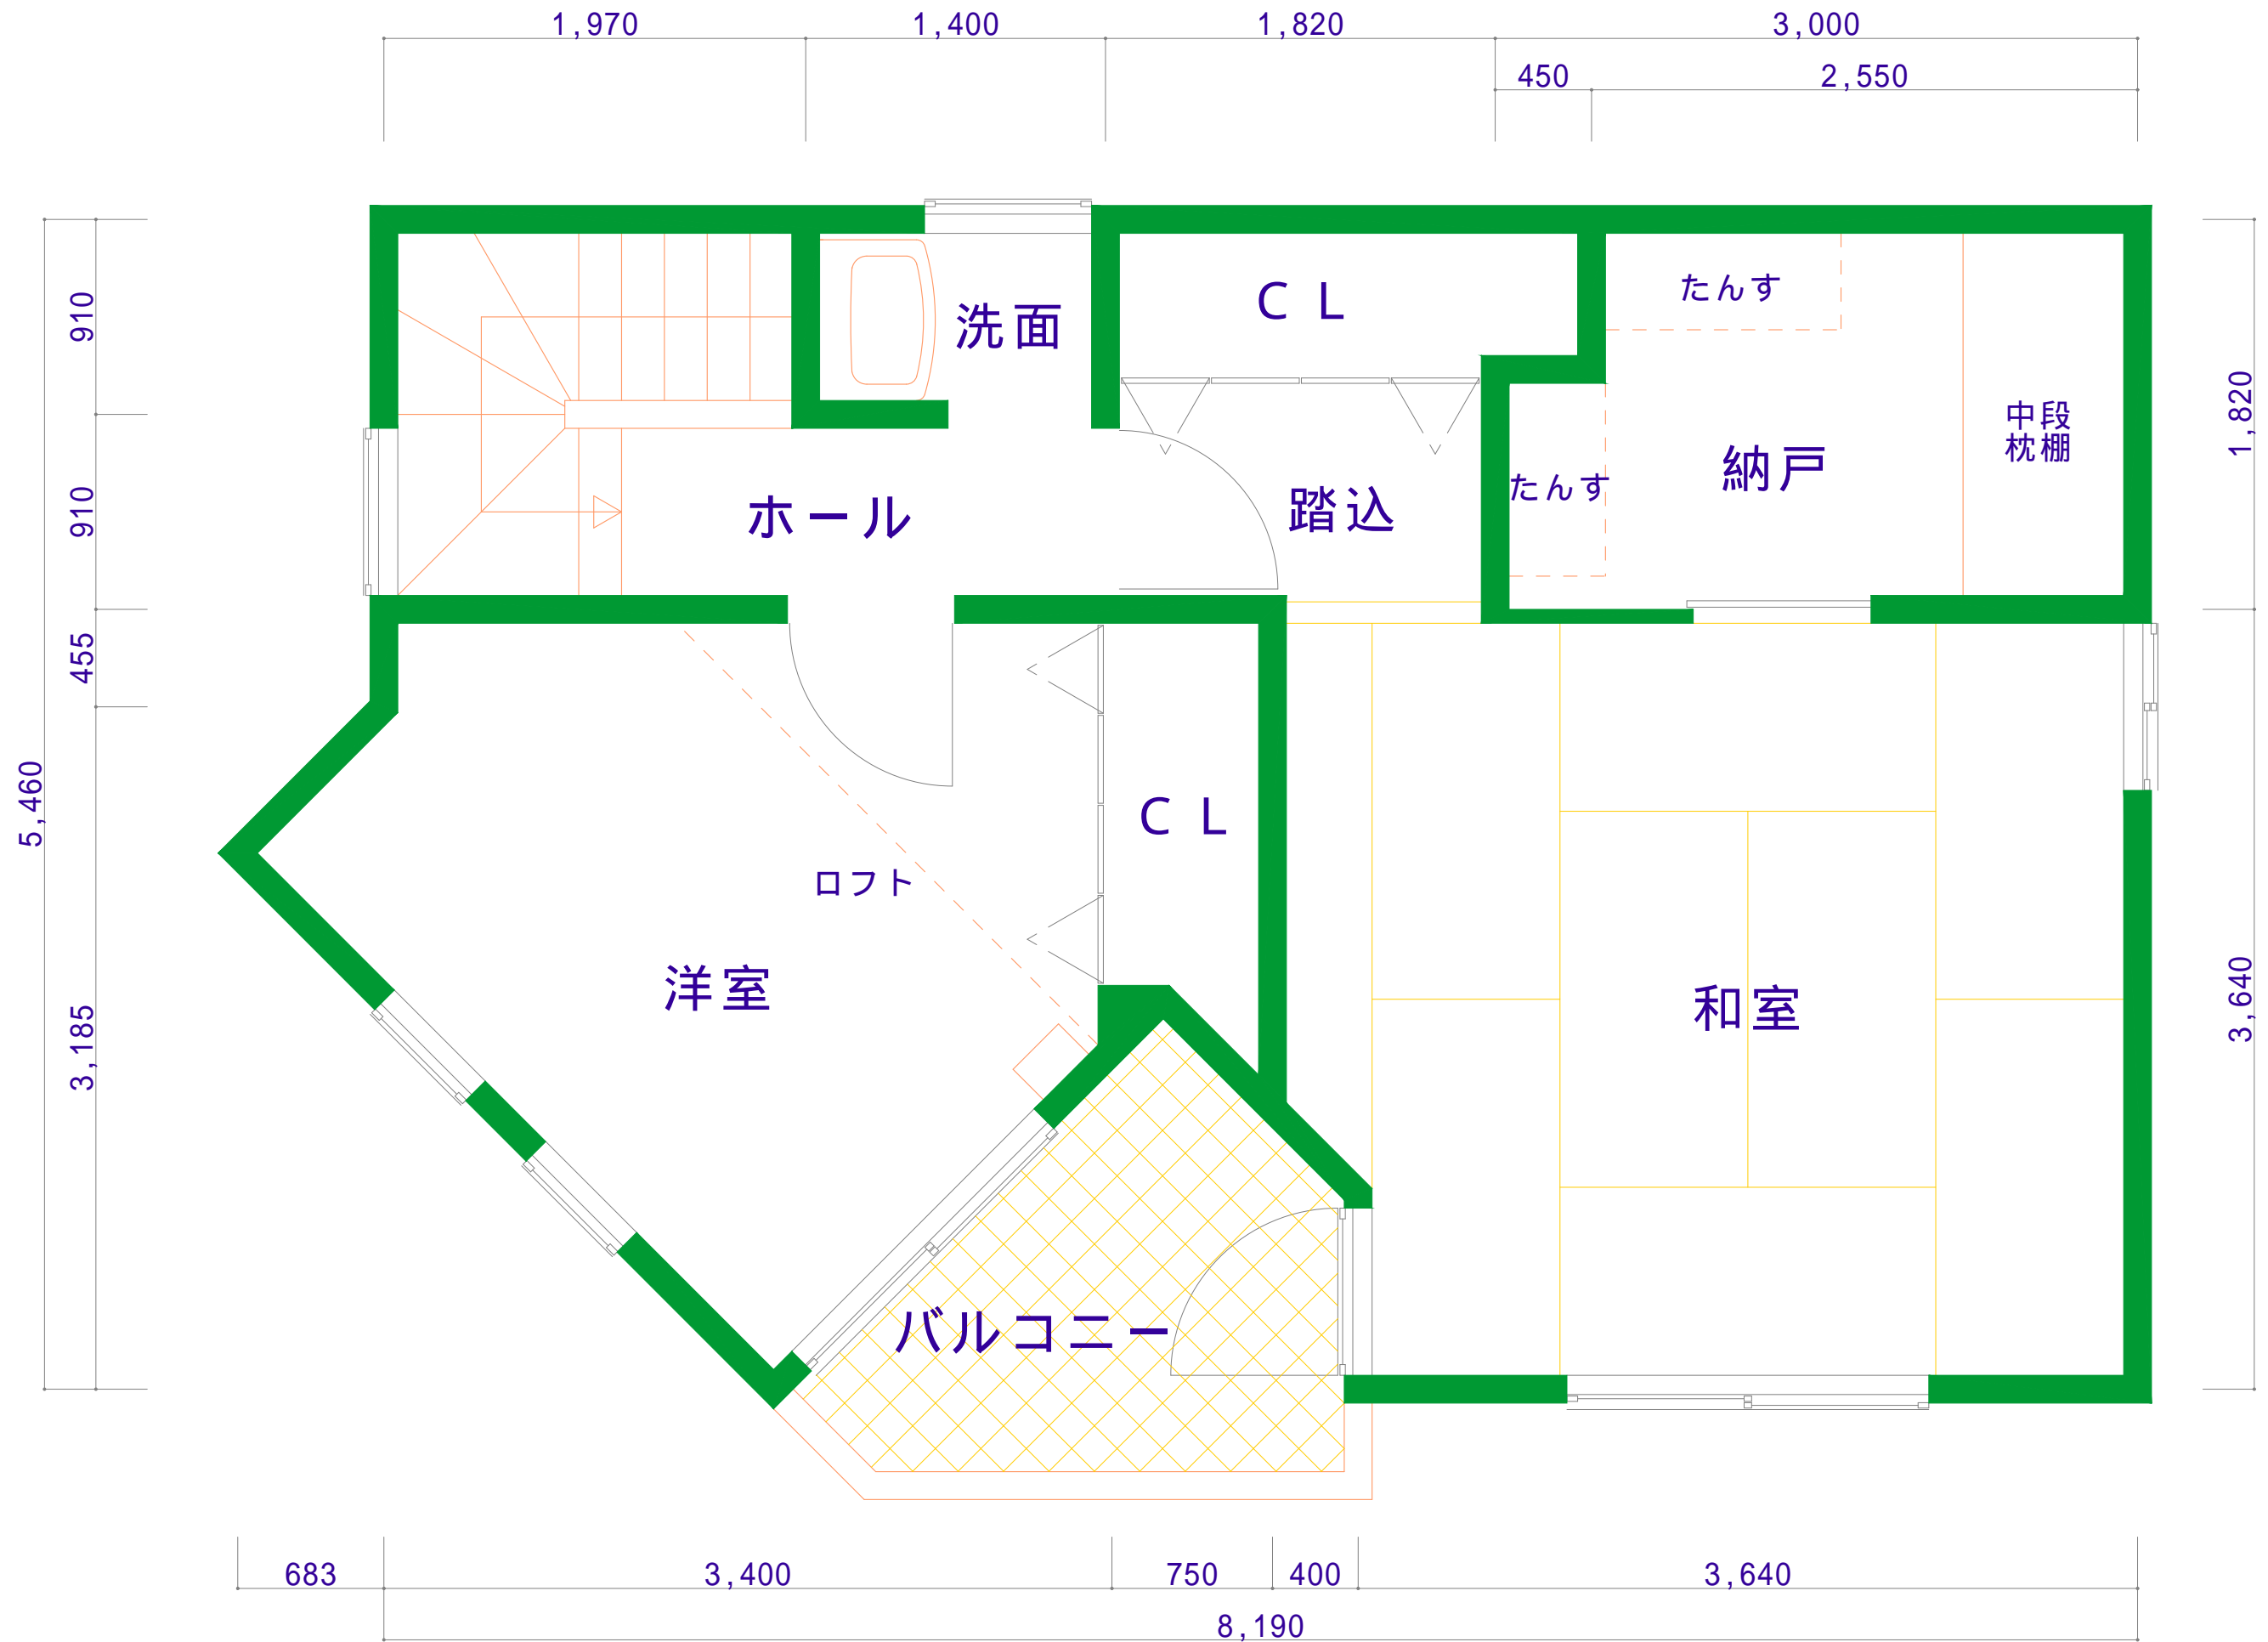 1,970 1,400 1,820 3,000
450 2,550
910
910
455
3,185
5,460
1,820
3,640
ＣＬ
洗面
たんす
中段
枕棚
納戸
たんす
踏込
ホール
ＣＬ
ロフト
洋室
和室
バルコニー
683 3,400 750 400 3,640
8,190